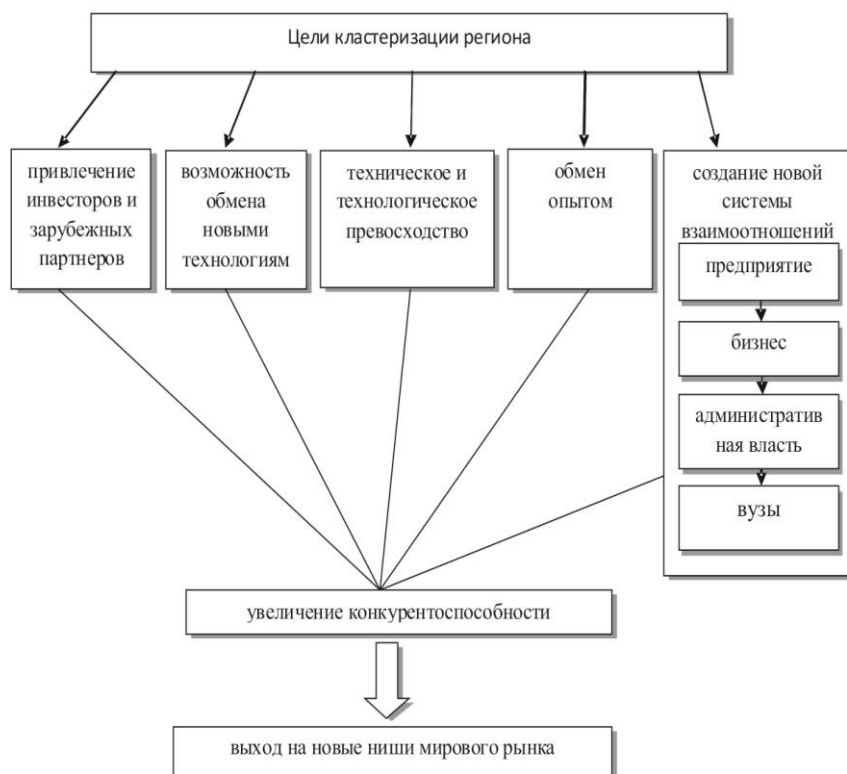 Цели кластеризации региона
привлечение
инвесторов и
зарубежных
партнеров
возможность
обмена
новыми
технологиям
техническое и
технологическое
превосходство
обмен
опытом
создание новой
системы
взаимоотношений
предприятие
бизнес
административ
ная власть
вузы
увеличение конкурентоспособности
выход на новые ниши мирового рынка